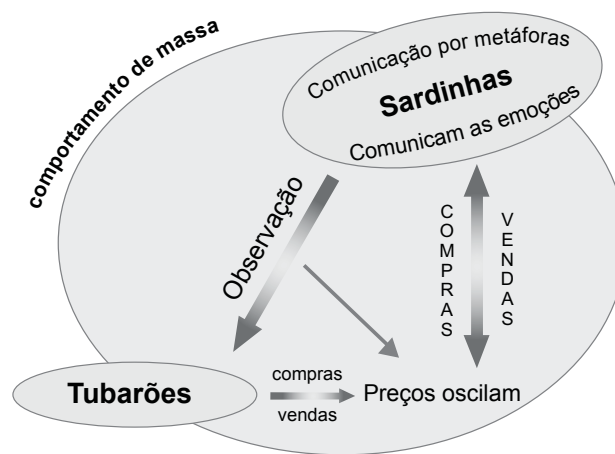 comportamento de massa
Comunicação por metáforas
Sardinhas
Comunicam as emoções
Observação
COMPRAS
VENDAS
Tubarões
compras
vendas
Preços oscilam